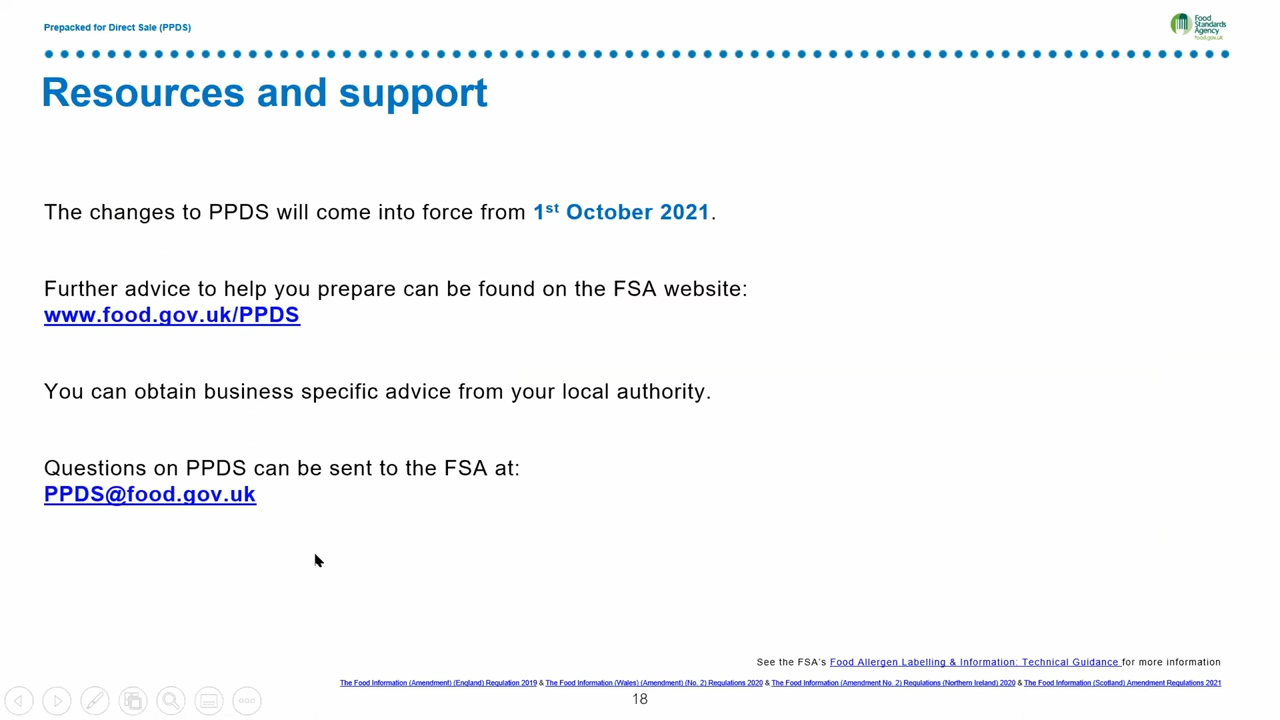 Prepacked for Direct Sale (PPDS)
Food
Standards
Agency
food.gov.uk
Resources and support
The changes to PPDS will come into force from 1st October 2021.
Further advice to help you prepare can be found on the FSA website:
www.food.gov.uk/PPDS
You can obtain business specific advice from your local authority.
Questions on PPDS can be sent to the FSA at:
PPDS@food.gov.uk
See the FSA's Food Allergen Labelling & Information: Technical Guidance for more information
The Food Information (Amendment) (England) Regulation 2019 & The Food Information (Wales) (Amendment) (No. 2) Regulations 2020 & The Food Information (Amendment No. 2) Regulations (Northern Ireland) 2020 & The Food Information (Scotland) Amendment Regulations 2021
18